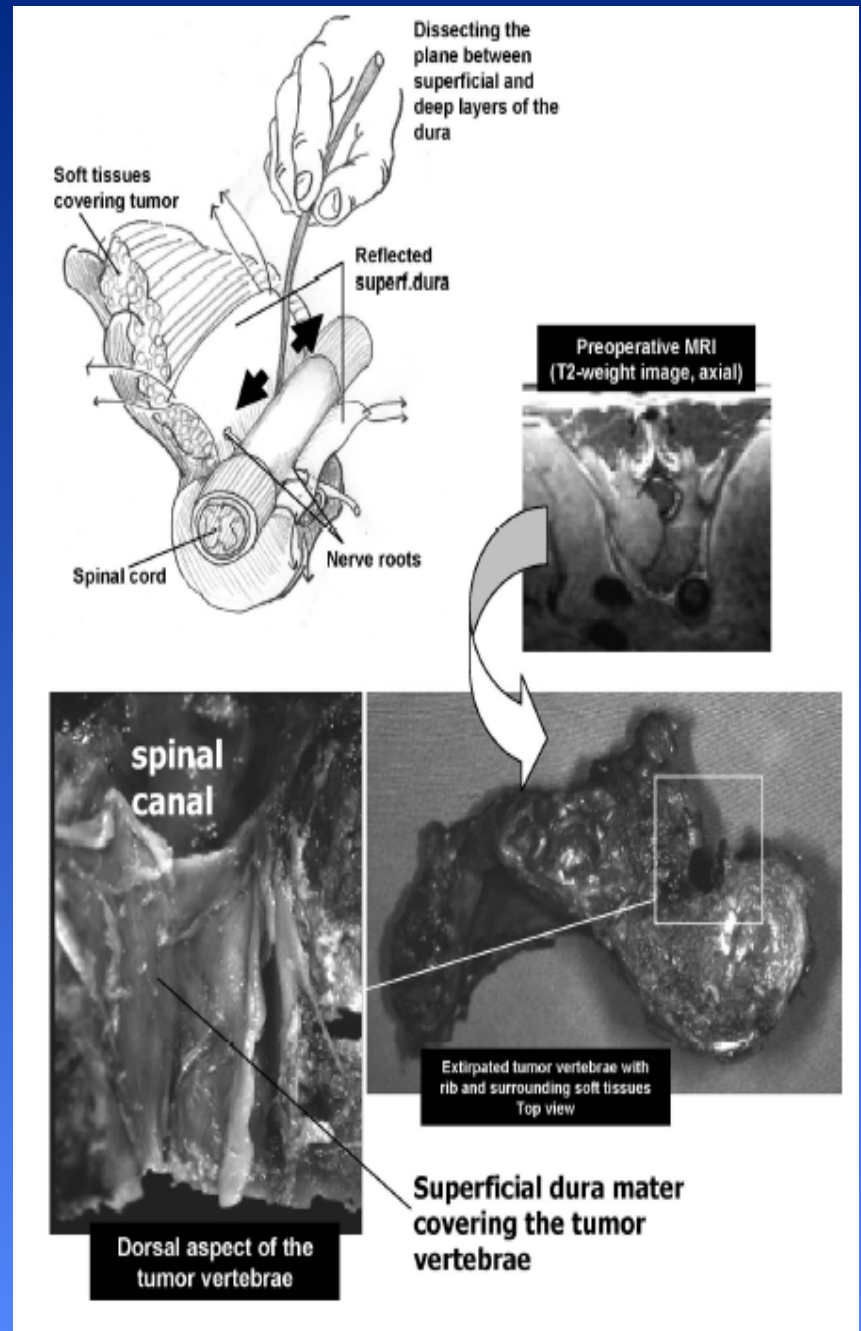 Dissecting the
plane between
superficial and
deep layers of the
dura
Soft tissues
covering tumor
Reflected
superf.dura
Preoperative MRI
(T2-weight image, axial)
Nerve roots
Spinal cord
spinal
canal
Extirpated tumor vertebrae with
rib and surrounding soft tissues
Top view
Superficial dura mater
covering the tumor
vertebrae
Dorsal aspect of the
tumor vertebrae